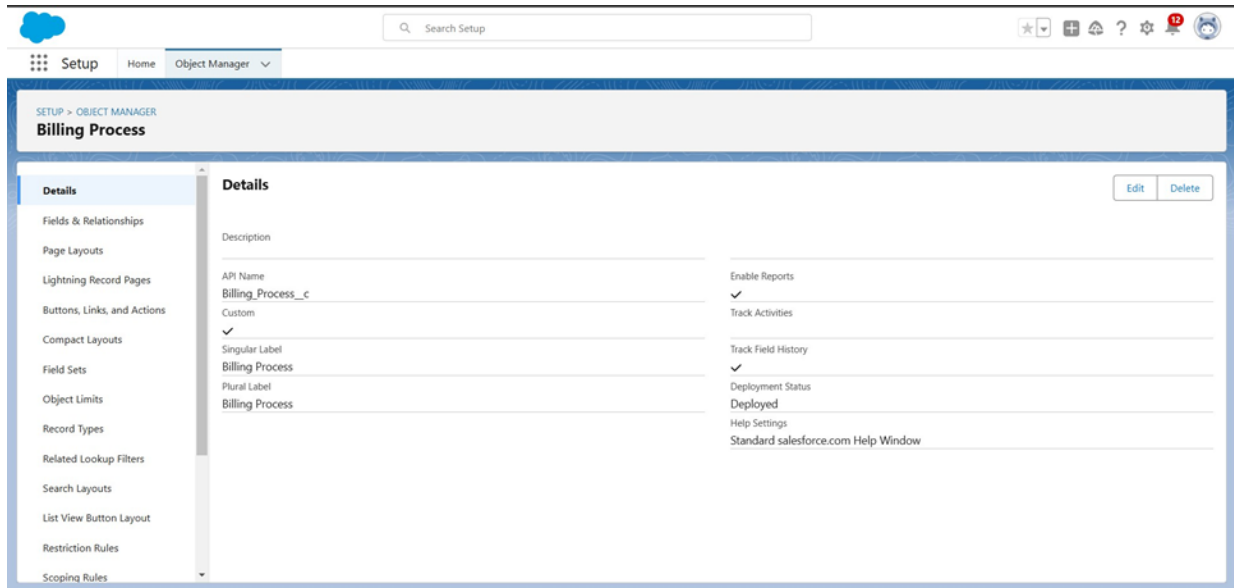 Search Setup
12
Setup
Home
Object Manager
SETUP > OBJECT MANAGER
Billing Process
Details
Fields & Relationships
Page Layouts
Lightning Record Pages
Buttons, Links, and Actions
Compact Layouts
Field Sets
Object Limits
Record Types
Related Lookup Filters
Search Layouts
List View Button Layout
Restriction Rules
Scoping Rules
Details
Edit
Delete
Description
API Name
Billing_Process__c
Custom
Singular Label
Billing Process
Plural Label
Billing Process
Enable Reports
Track Activities
Track Field History
Deployment Status
Deployed
Help Settings
Standard salesforce.com Help Window